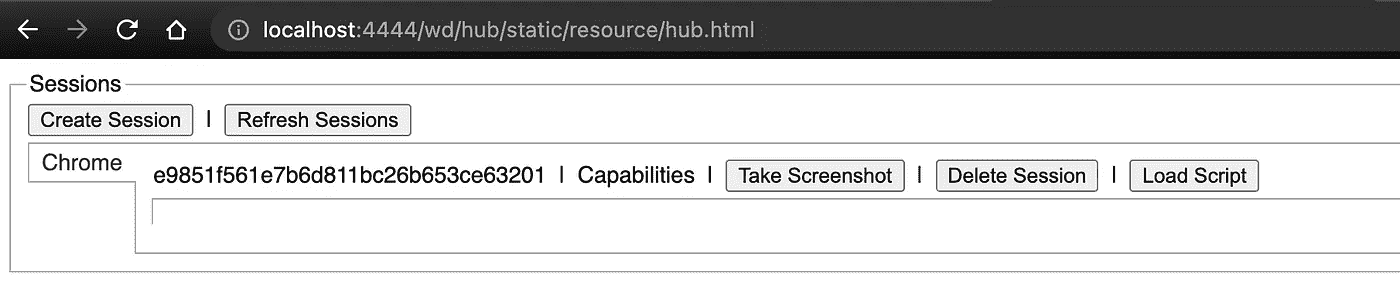 localhost:4444/wd/hub/static/resource/hub.html
Sessions
Create Session | Refresh Sessions
Chrome
e9851f561e7b6d811bc26b653ce63201 | Capabilities | Take Screenshot | Delete Session | Load Script